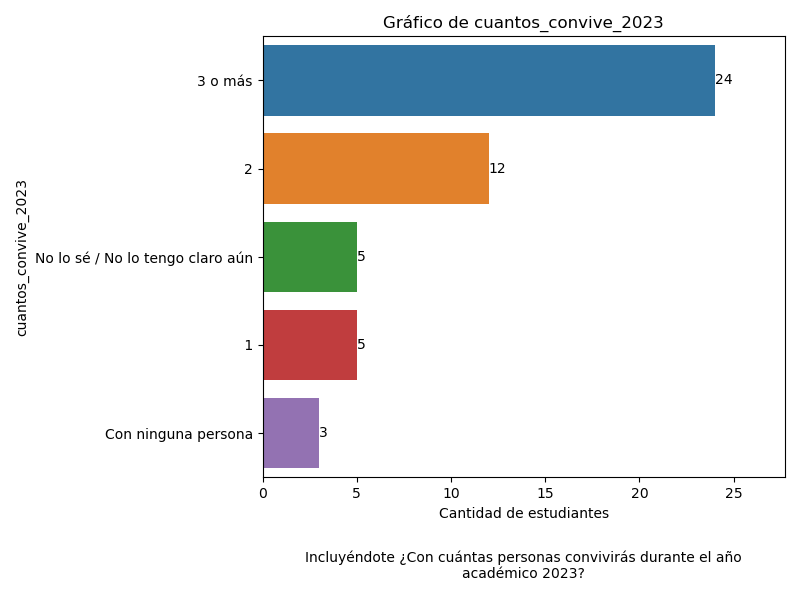 Gráfico de cuantos_convive_2023
cuantos_convive_2023
3 o más
24
2
12
No lo sé / No lo tengo claro aún
5
1
5
Con ninguna persona
3
0 5 10 15 20 25
Cantidad de estudiantes
Incluyéndote ¿Con cuántas personas convivirás durante el año
académico 2023?